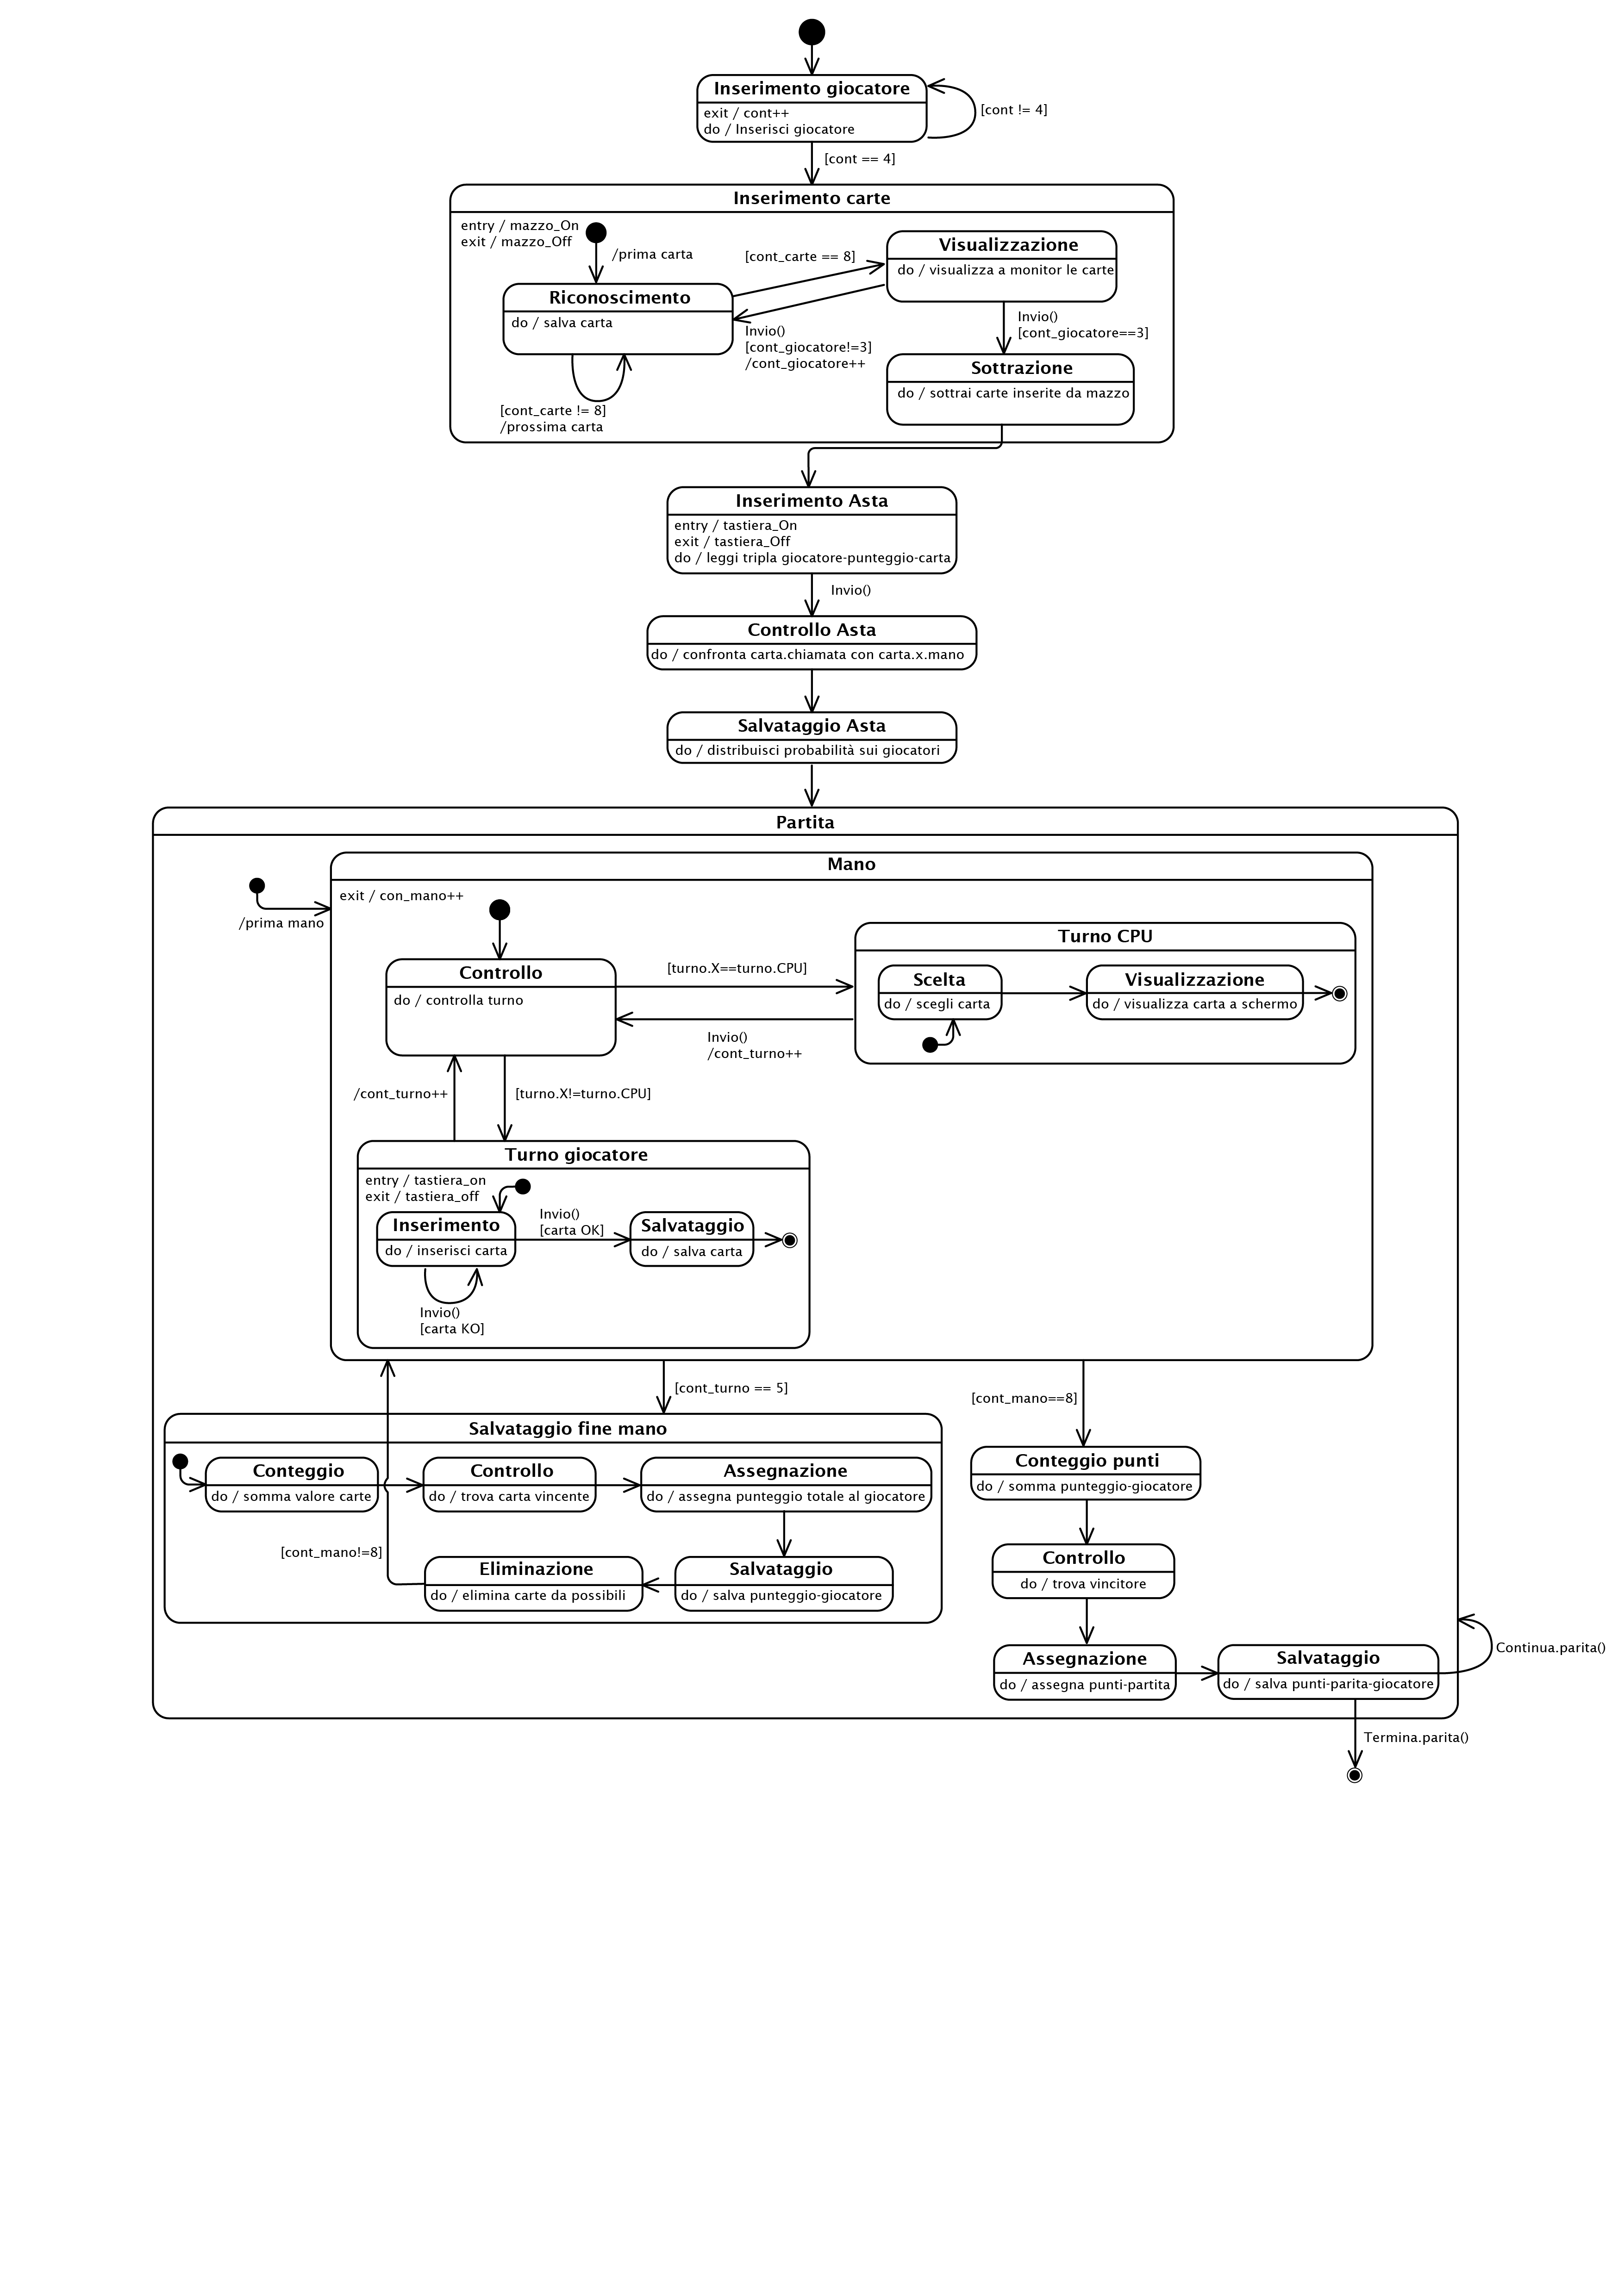 Inserimento giocatore
exit / cont++
do / Inserisci giocatore
[cont != 4]
[cont == 4]
Inserimento carte
entry / mazzo_On
exit / mazzo_Off
/prima carta
[cont_carte == 8]
Visualizzazione
do / visualizza a monitor le carte
Riconoscimento
do / salva carta
Invio()
[cont_giocatore!=3]
/cont_giocatore++
Invio()
[cont_giocatore==3]
Sottrazione
do / sottrai carte inserite da mazzo
[cont_carte != 8]
/prossima carta
Inserimento Asta
entry / tastiera_On
exit / tastiera_Off
do / leggi tripla giocatore-punteggio-carta
Invio()
Controllo Asta
do / confronta carta.chiamata con carta.x.mano
Salvataggio Asta
do / distribuisci probabilità sui giocatori
Partita
Mano
exit / con_mano++
/prima mano
Controllo
do / controlla turno
[turno.X==turno.CPU]
Turno CPU
Scelta
do / scegli carta
Visualizzazione
do / visualizza carta a schermo
Invio()
/cont_turno++
/cont_turno++
[turno.X!=turno.CPU]
Turno giocatore
entry / tastiera_on
exit / tastiera_off
Inserimento
do / inserisci carta
Invio()
[carta OK]
Salvataggio
do / salva carta
Invio()
[carta KO]
[cont_turno == 5]
[cont_mano==8]
Salvataggio fine mano
Conteggio
do / somma valore carte
Controllo
do / trova carta vincente
Assegnazione
do / assegna punteggio totale al giocatore
[cont_mano!=8]
Eliminazione
do / elimina carte da possibili
Salvataggio
do / salva punteggio-giocatore
Conteggio punti
do / somma punteggio-giocatore
Controllo
do / trova vincitore
Assegnazione
do / assegna punti-partita
Salvataggio
do / salva punti-parita-giocatore
Continua.parita()
Termina.parita()